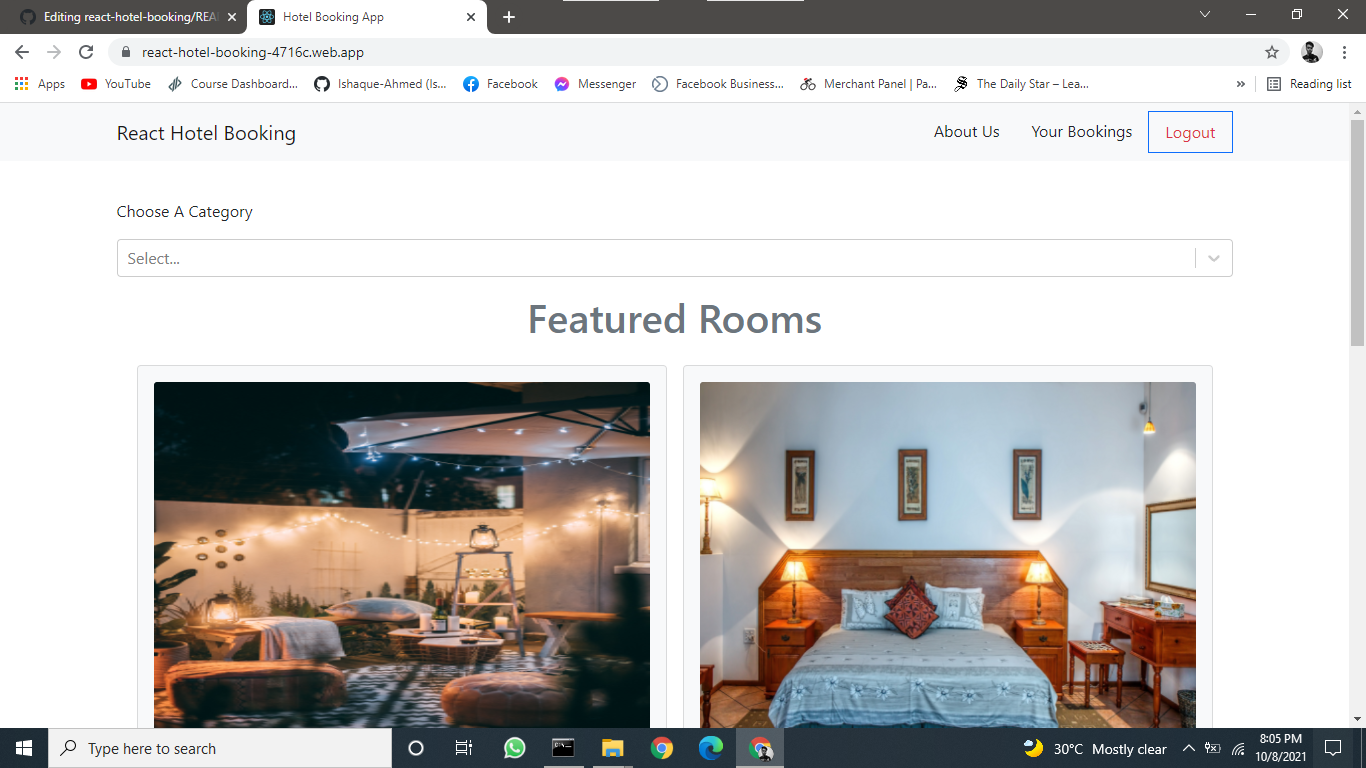 Editing react-hotel-booking/REA
Hotel Booking App
react-hotel-booking-4716c.web.app
Apps YouTube Course Dashboard... Ishaque-Ahmed (Is... Facebook Messenger Facebook Business... Merchant Panel | Pa... The Daily Star – Lea... » Reading list
React Hotel Booking About Us Your Bookings Logout
Choose A Category
Select...
Featured Rooms
Type here to search
30°C Mostly clear
8:05 PM
10/8/2021